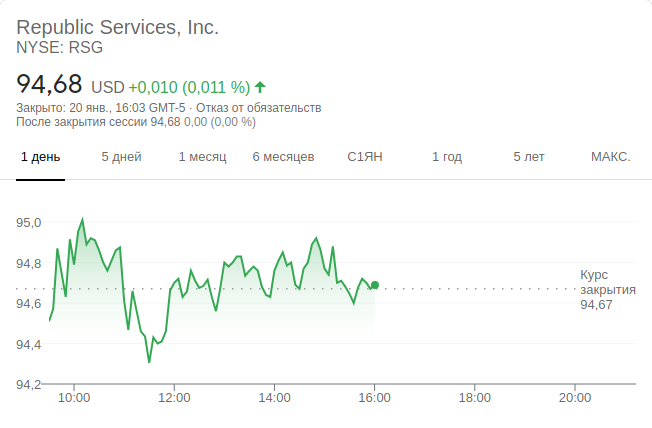 Republic Services, Inc.
NYSE: RSG
94,68 USD +0,010 (0,011 %)
Закрыто: 20 янв., 16:03 GMT-5 · Отказ от обязательств
После закрытия сессии 94,68 0,00 (0,00 %)
1 день 5 дней 1 месяц 6 месяцев С1ЯН 1 год 5 лет МАКС.
95,0
94,8
94,6
94,4
94,2
Курс
закрытия
94,67
10:00 12:00 14:00 16:00 18:00 20:00